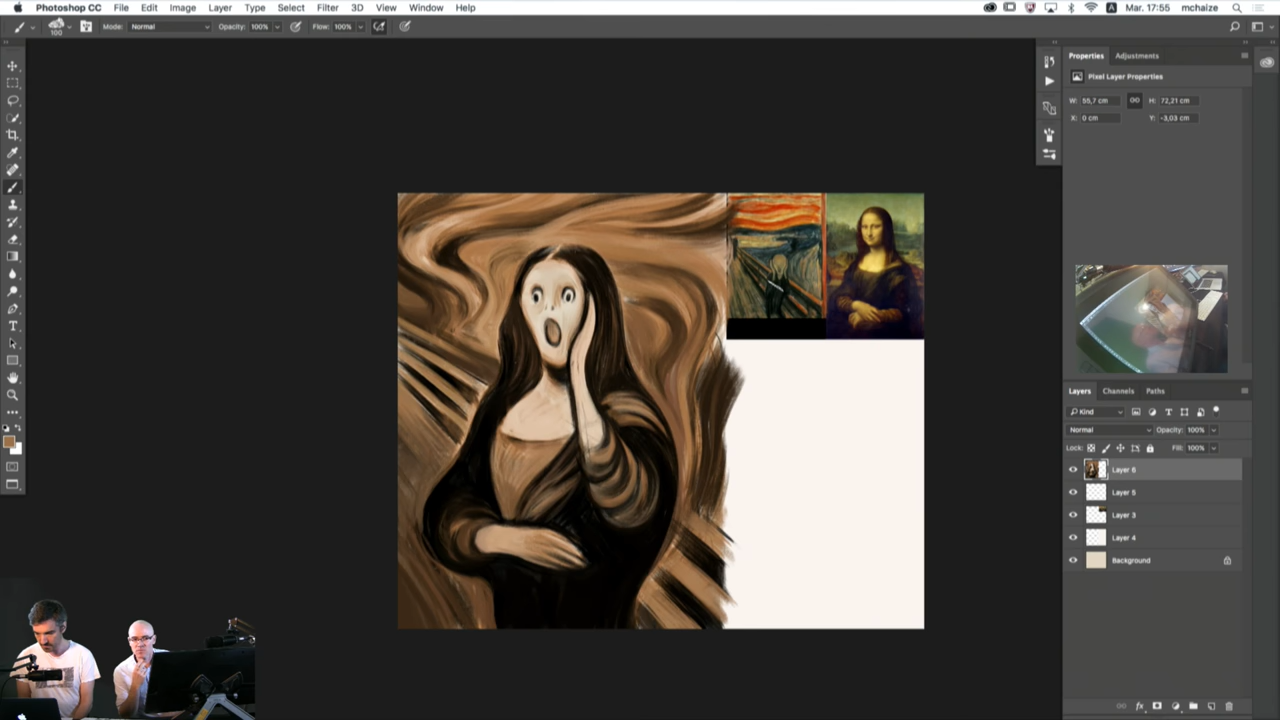 Photoshop CC File Edit Image Layer Type Select Filter 3D View Window Help Mar. 17:55 mchaize
100 Mode: Normal Opacity: 100% Flow: 100%
Properties Adjustments
Pixel Layer Properties
W: 55,7 cm H: 72,21 cm
X: 0 cm Y: -3,03 cm
Layers Channels Paths
Kind
Normal Opacity: 100%
Lock: Fill: 100%
Layer 6
Layer 5
Layer 3
Layer 4
Background